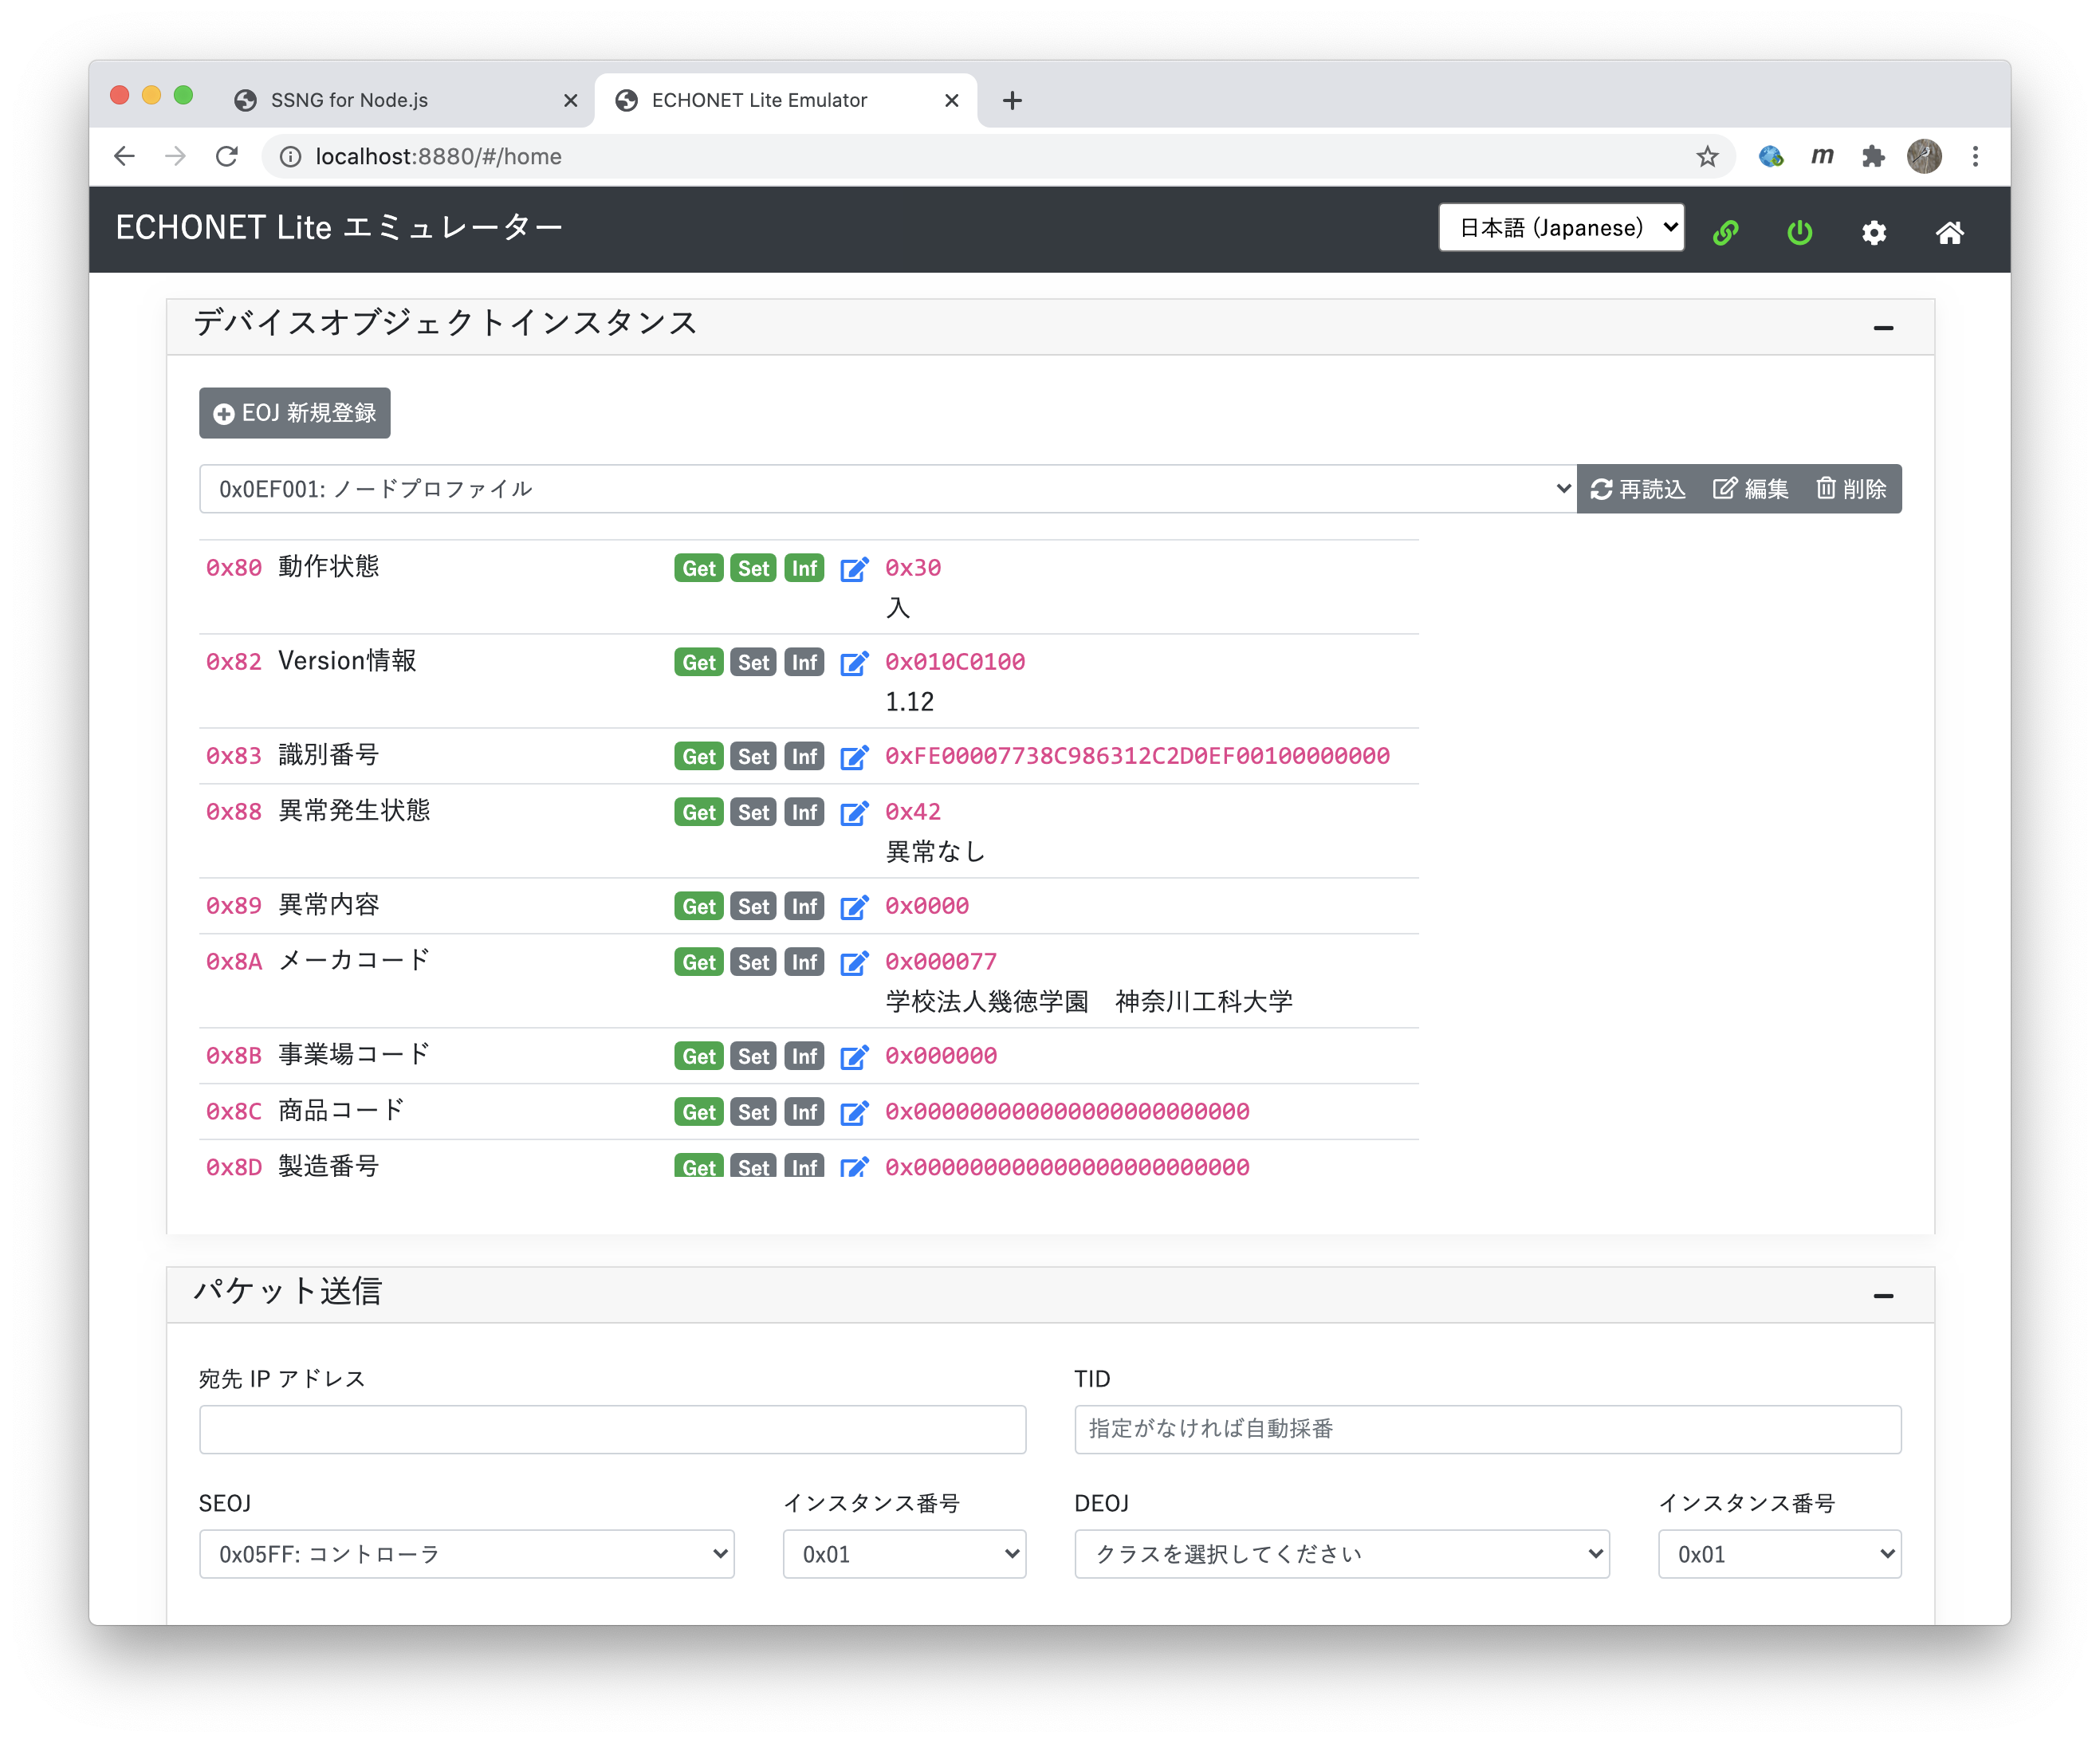 SSNG for Node.js
ECHONET Lite Emulator
localhost:8880/#/home
m
ECHONET Lite エミュレーター
日本語 (Japanese)
デバイスオブジェクトインスタンス
EOJ 新規登録
0x0EF001: ノードプロファイル 再読込 編集 削除
0x80 動作状態 Get Set Inf 0x30
入
0x82 Version情報 Get Set Inf 0x010C0100
1.12
0x83 識別番号 Get Set Inf 0xFE00007738C986312C2D0EF00100000000
0x88 異常発生状態 Get Set Inf 0x42
異常なし
0x89 異常内容 Get Set Inf 0x0000
0x8A メーカコード Get Set Inf 0x000077
学校法人幾徳学園　神奈川工科大学
0x8B 事業場コード Get Set Inf 0x000000
0x8C 商品コード Get Set Inf 0x000000000000000000000000
0x8D 製造番号 Get Set Inf 0x000000000000000000000000
パケット送信
宛先 IP アドレス TID
指定がなければ自動採番
SEOJ インスタンス番号 DEOJ インスタンス番号
0x05FF: コントローラ 0x01 クラスを選択してください 0x01